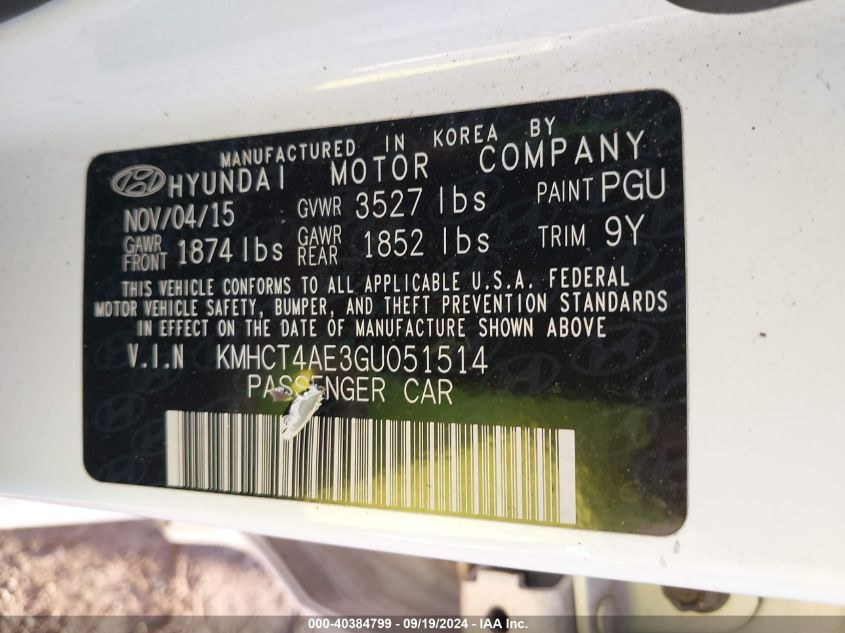 MANUFACTURED IN KOREA BY
HYUNDAI MOTOR COMPANY
NOV/04/15 GVWR 3527 lbs PAINT PGU
GAWR FRONT 1874 lbs GAWR REAR 1852 lbs TRIM 9Y
THIS VEHICLE CONFORMS TO ALL APPLICABLE U.S.A. FEDERAL
MOTOR VEHICLE SAFETY, BUMPER, AND THEFT PREVENTION STANDARDS
IN EFFECT ON THE DATE OF MANUFACTURE SHOWN ABOVE
V.I.N KMHCT4AE3GU051514
PASSENGER CAR
000-40384799 - 09/19/2024 - IAA Inc.